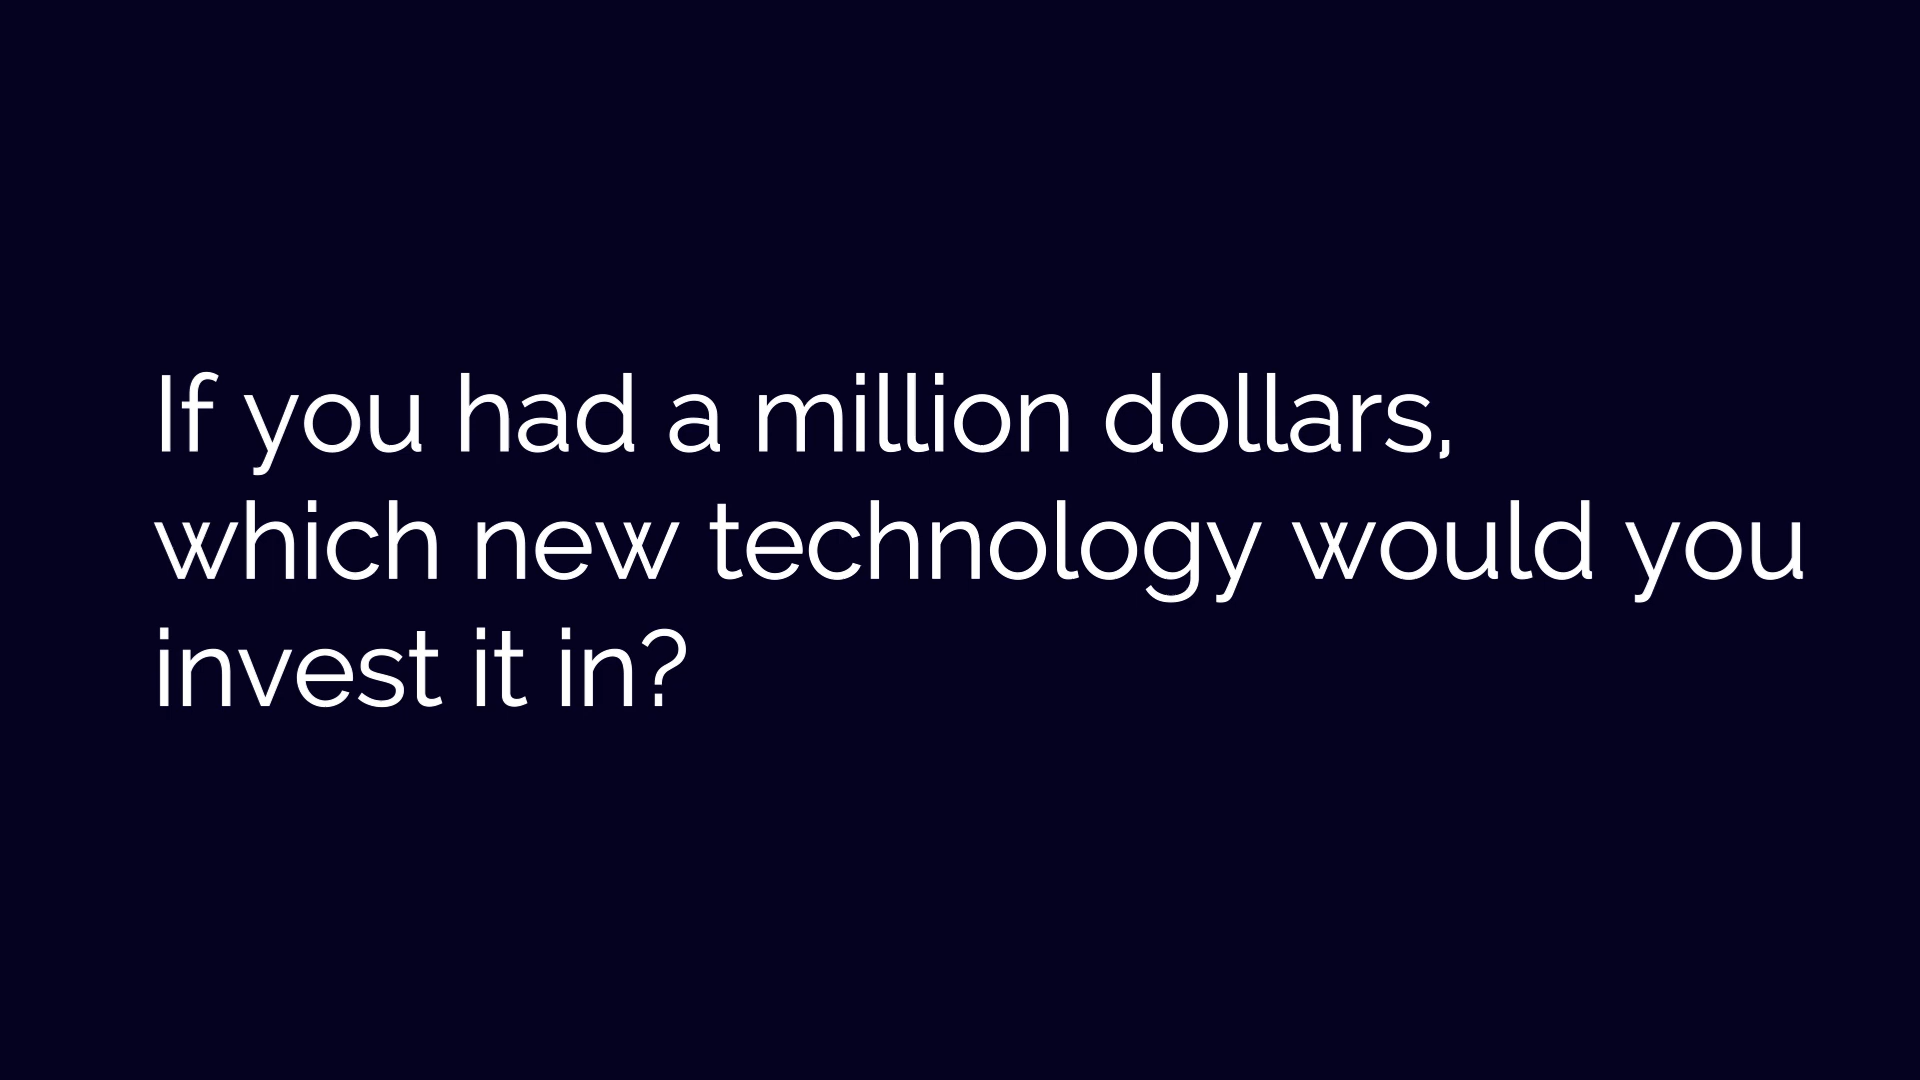 If you had a million dollars,
which new technology would you
invest it in?